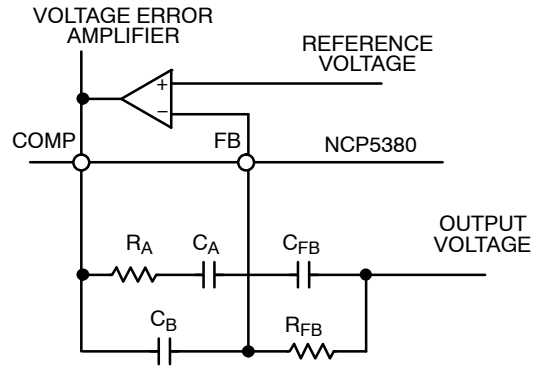 VOLTAGE ERROR
AMPLIFIER
REFERENCE
VOLTAGE
+
−
COMP
FB
NCP5380
OUTPUT
VOLTAGE
RA
CA
CFB
CB
RFB